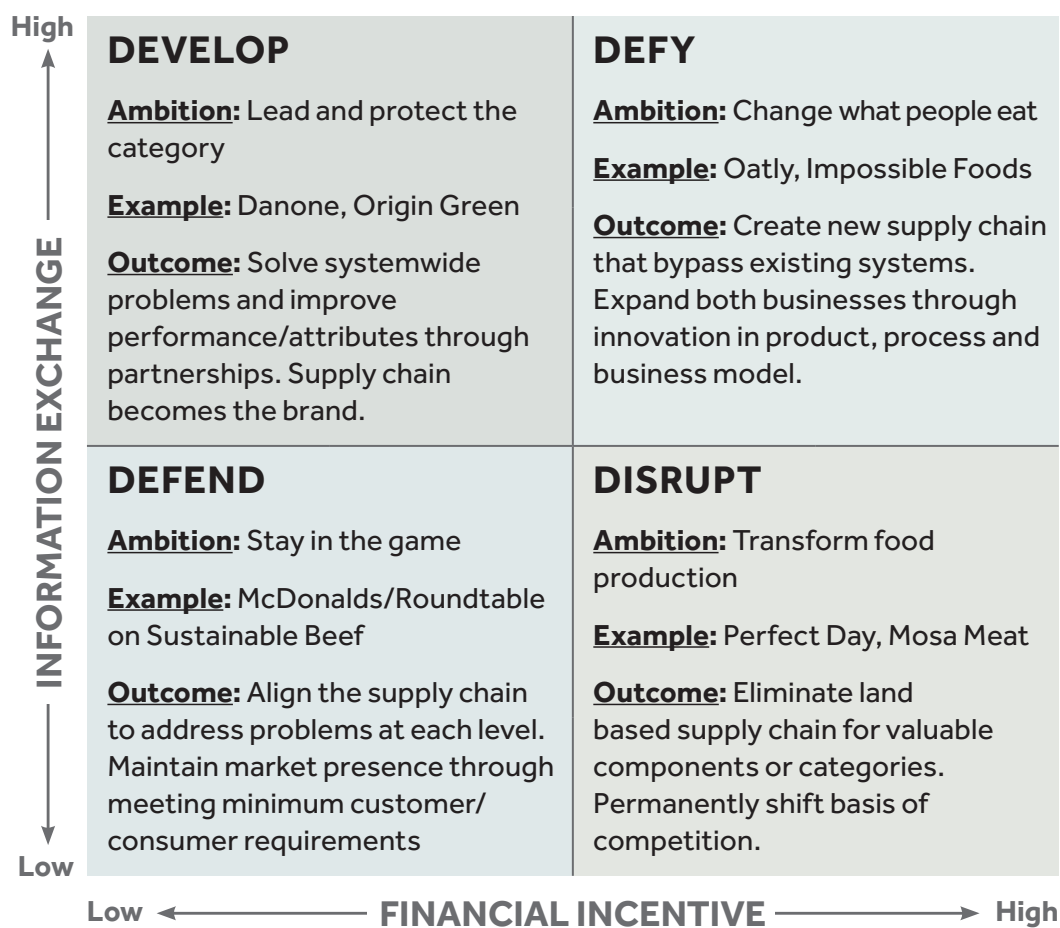 High
INFORMATION EXCHANGE
Low
DEVELOP
Ambition: Lead and protect the
category
Example: Danone, Origin Green
Outcome: Solve systemwide
problems and improve
performance/attributes through
partnerships. Supply chain
becomes the brand.
DEFY
Ambition: Change what people eat
Example: Oatly, Impossible Foods
Outcome: Create new supply chain
that bypass existing systems.
Expand both businesses through
innovation in product, process and
business model.
DEFEND
Ambition: Stay in the game
Example: McDonalds/Roundtable
on Sustainable Beef
Outcome: Align the supply chain
to address problems at each level.
Maintain market presence through
meeting minimum customer/
consumer requirements
DISRUPT
Ambition: Transform food
production
Example: Perfect Day, Mosa Meat
Outcome: Eliminate land
based supply chain for valuable
components or categories.
Permanently shift basis of
competition.
Low FINANCIAL INCENTIVE High